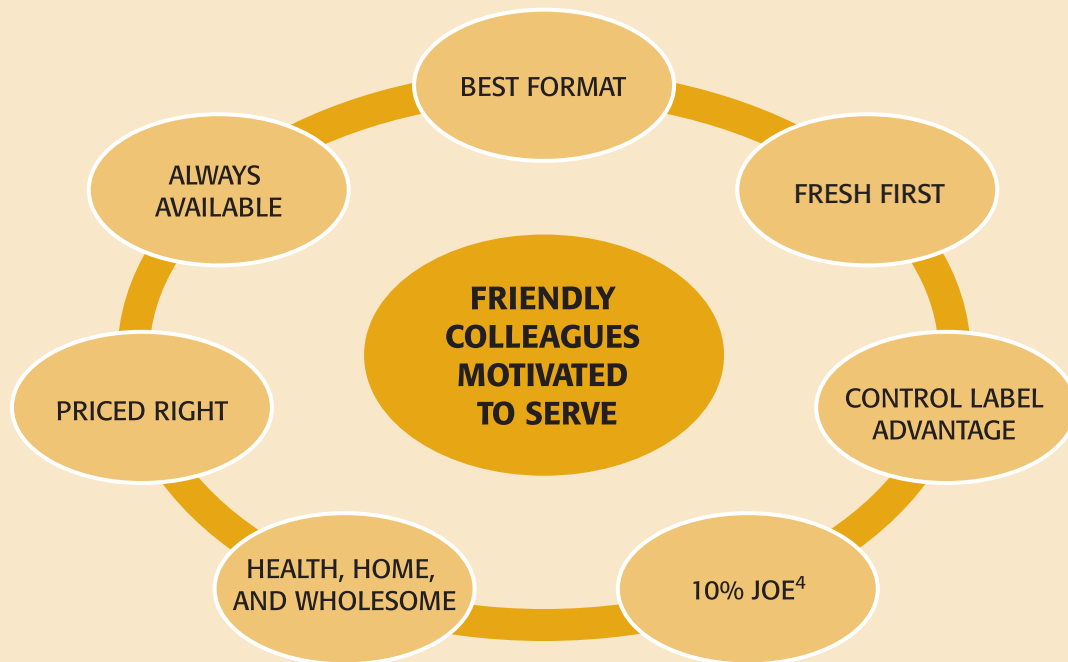 BEST FORMAT
ALWAYS
AVAILABLE
FRESH FIRST
FRIENDLY
COLLEAGUES
MOTIVATED
TO SERVE
PRICED RIGHT
CONTROL LABEL
ADVANTAGE
HEALTH, HOME,
AND WHOLESOME
10% JOE⁴